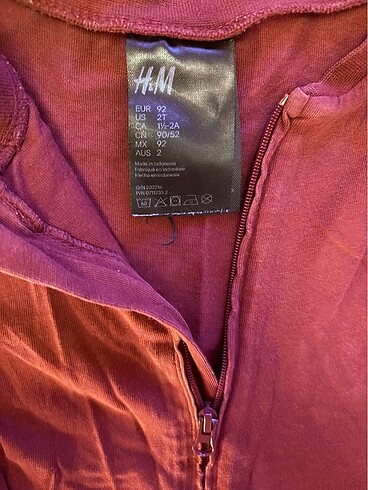 H&M
EUR 92
US 2T
CA 1½-2A
CN 90/52
MX 92
AUS 2
Made in Indonesia
Fabriqué en Indonésie
Hecho en Indonesia
60